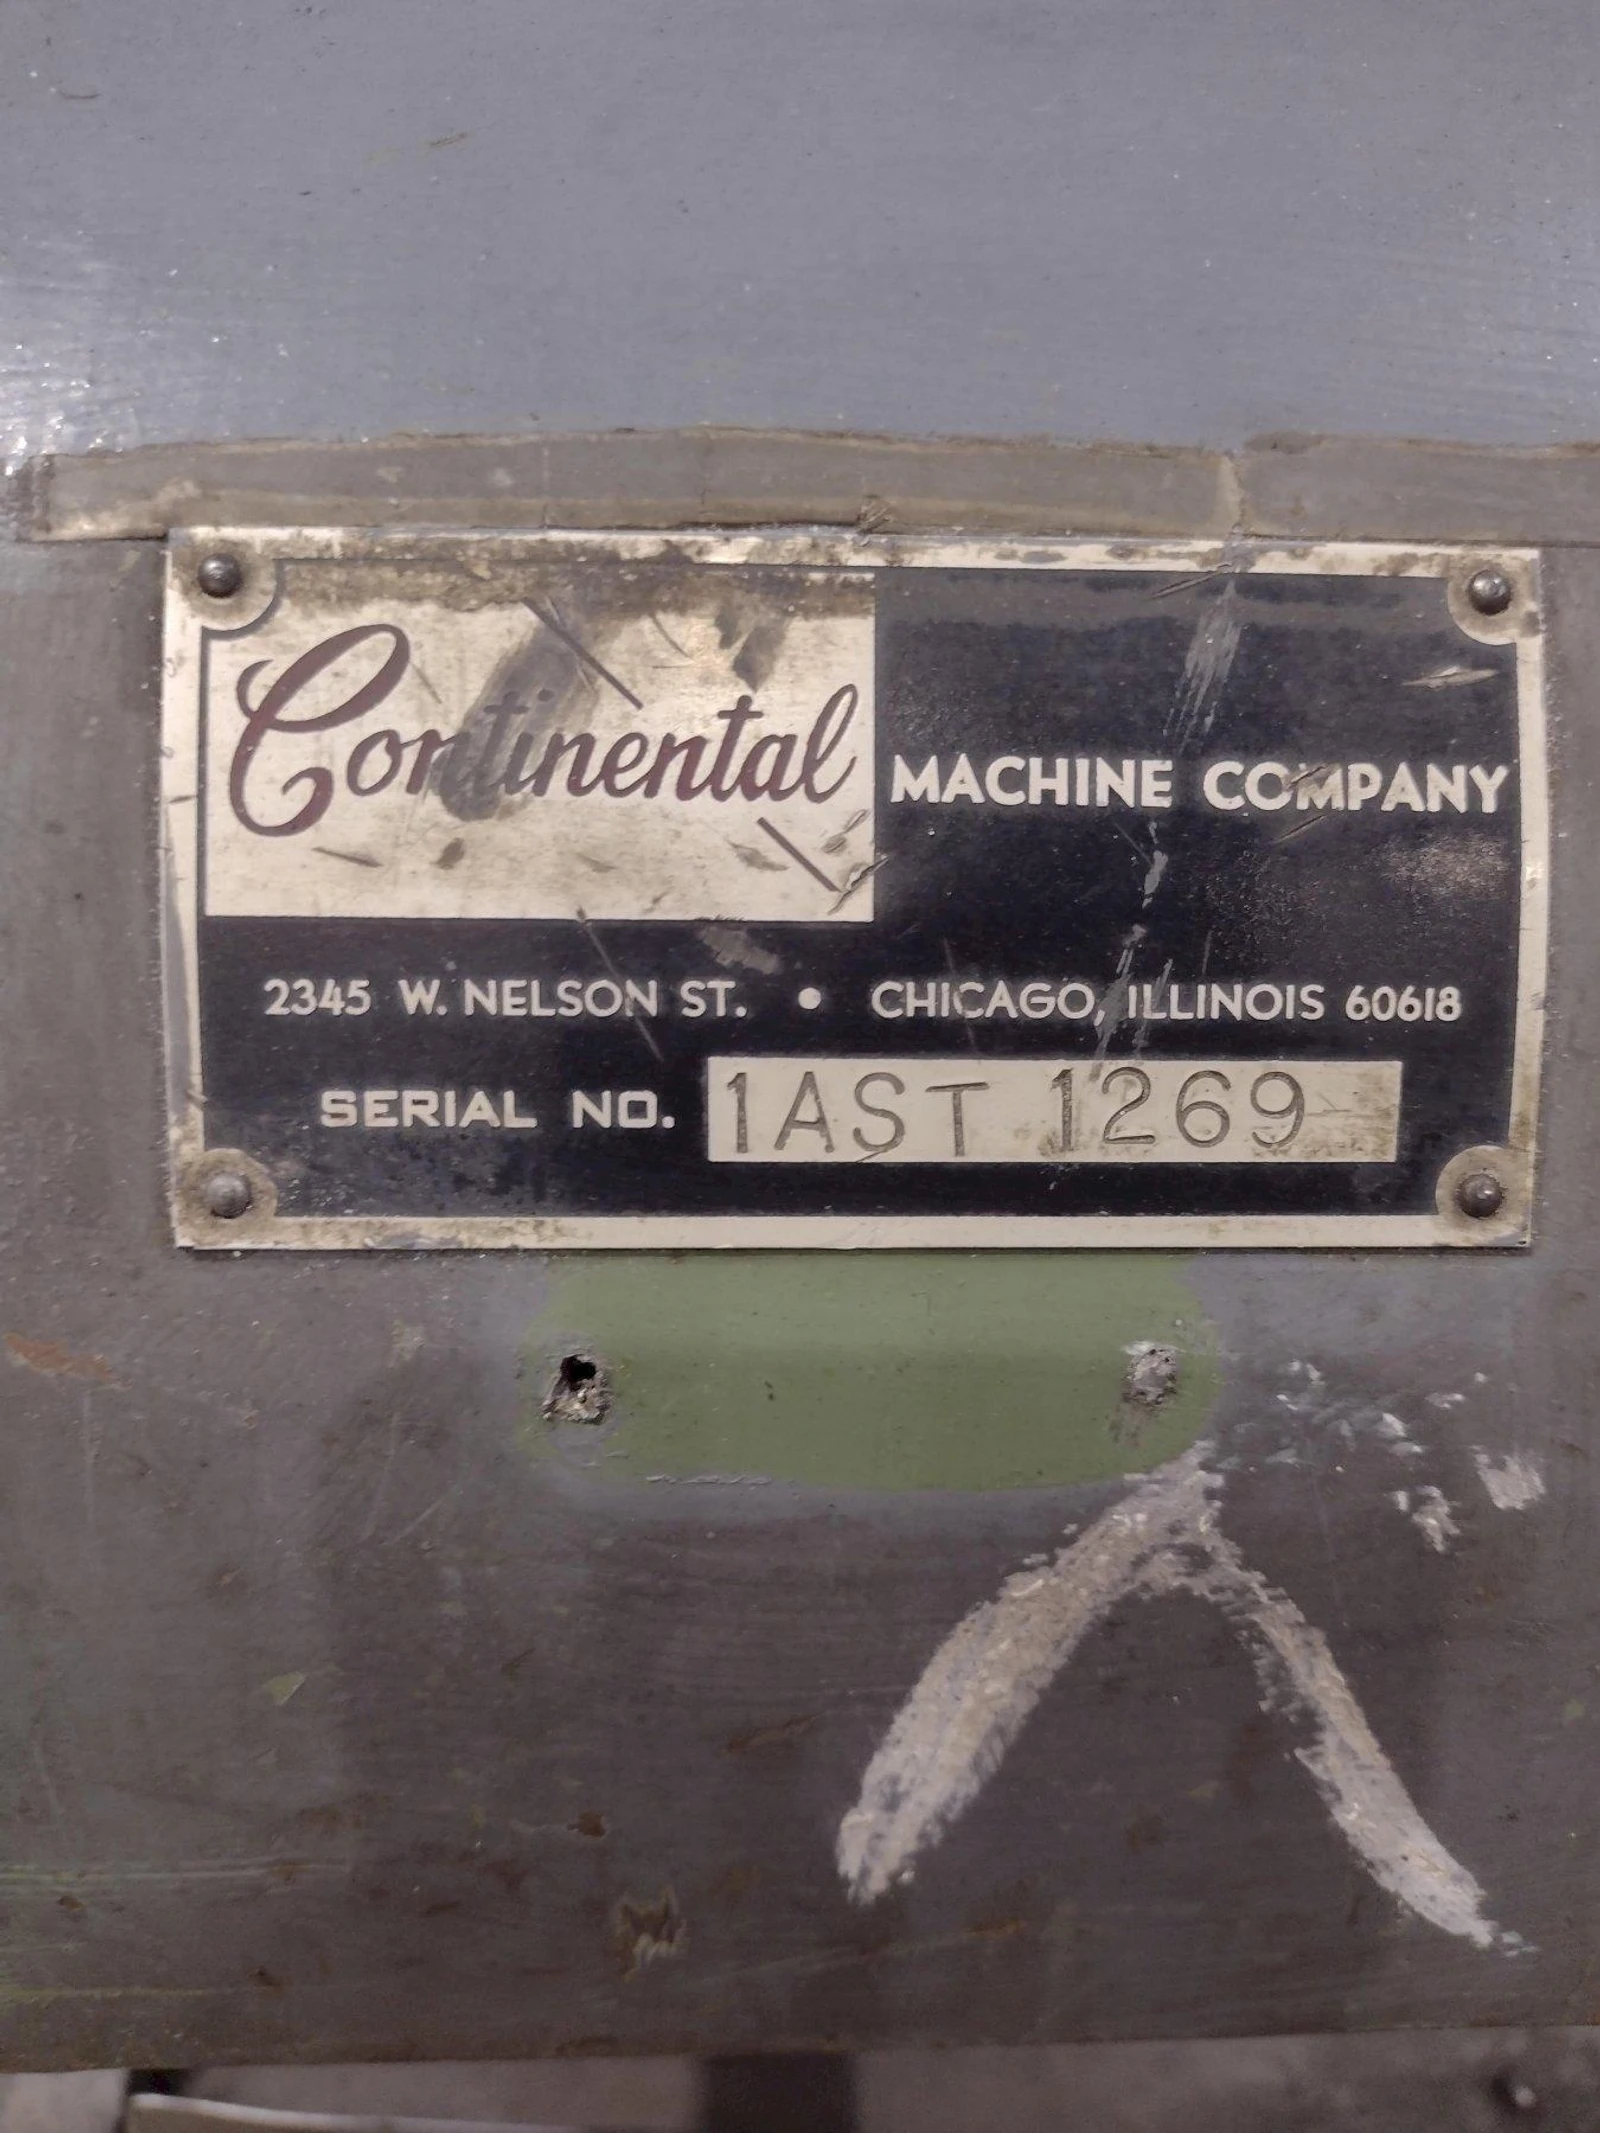 Continental MACHINE COMPANY
2345 W. NELSON ST. • CHICAGO, ILLINOIS 60618
SERIAL NO. 1AST 1269